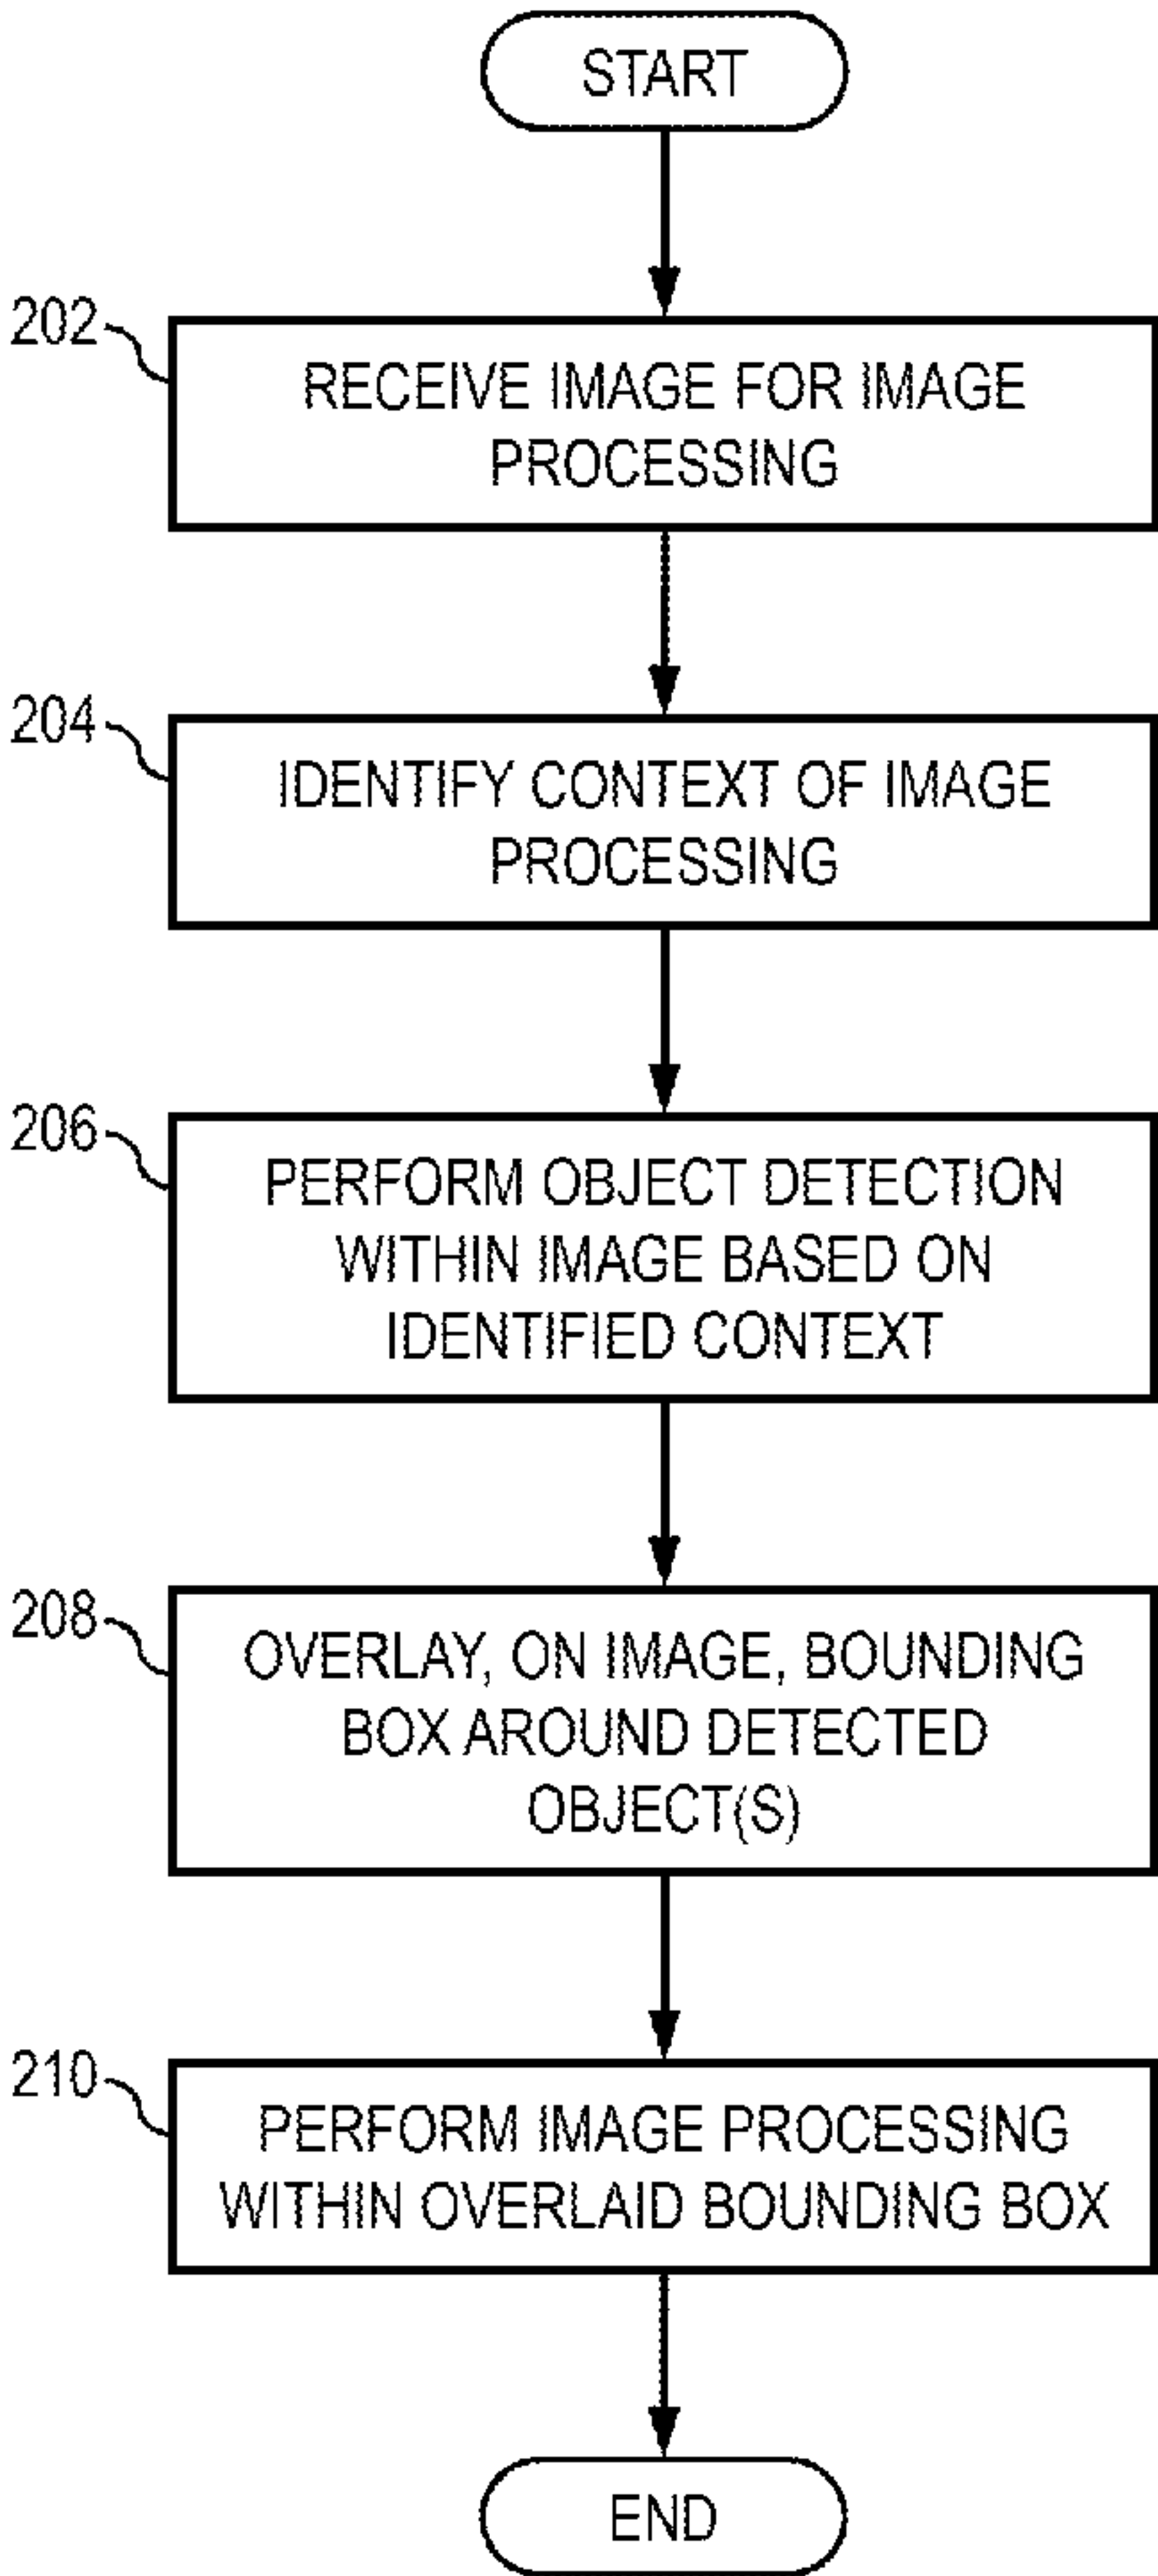 START
202
RECEIVE IMAGE FOR IMAGE
PROCESSING
204
IDENTIFY CONTEXT OF IMAGE
PROCESSING
206
PERFORM OBJECT DETECTION
WITHIN IMAGE BASED ON
IDENTIFIED CONTEXT
208
OVERLAY, ON IMAGE, BOUNDING
BOX AROUND DETECTED
OBJECT(S)
210
PERFORM IMAGE PROCESSING
WITHIN OVERLAID BOUNDING BOX
END